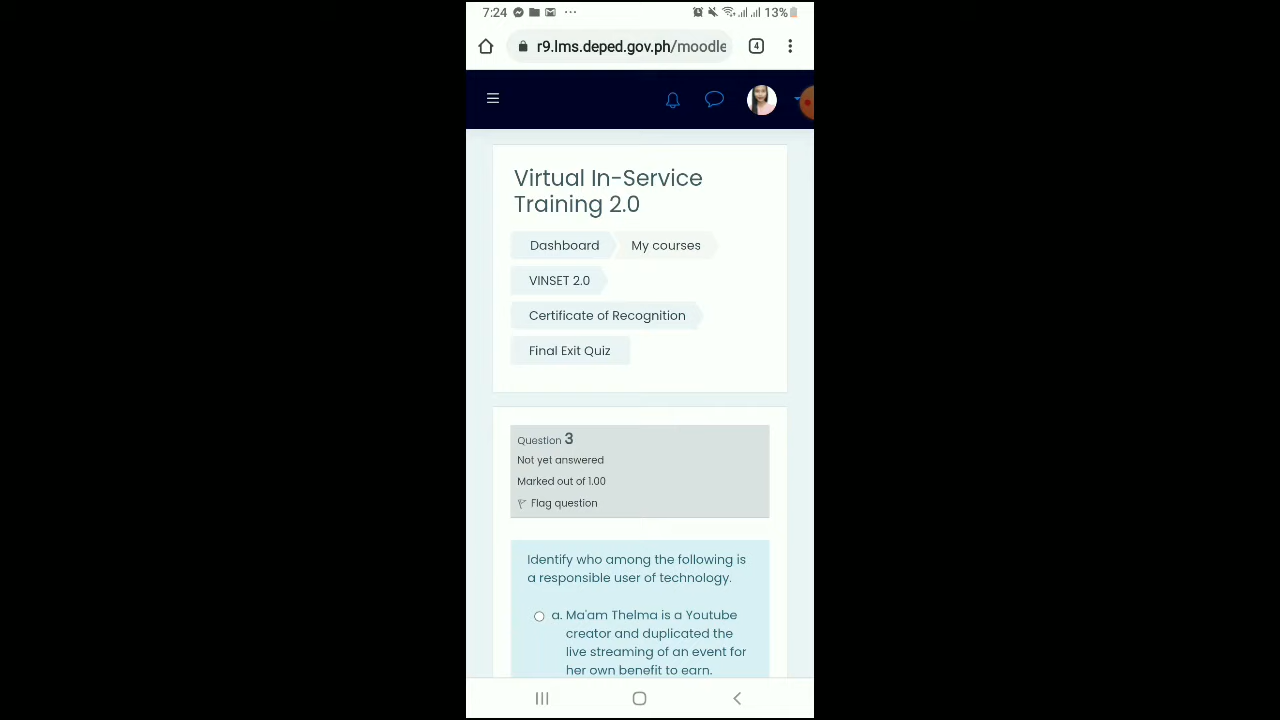 7:24 ··· 13%
r9.lms.deped.gov.ph/moodle
4
Virtual In-Service
Training 2.0
Dashboard My courses
VINSET 2.0
Certificate of Recognition
Final Exit Quiz
Question 3
Not yet answered
Marked out of 1.00
Flag question
Identify who among the following is
a responsible user of technology.
a. Ma'am Thelma is a Youtube
creator and duplicated the
live streaming of an event for
her own benefit to earn.